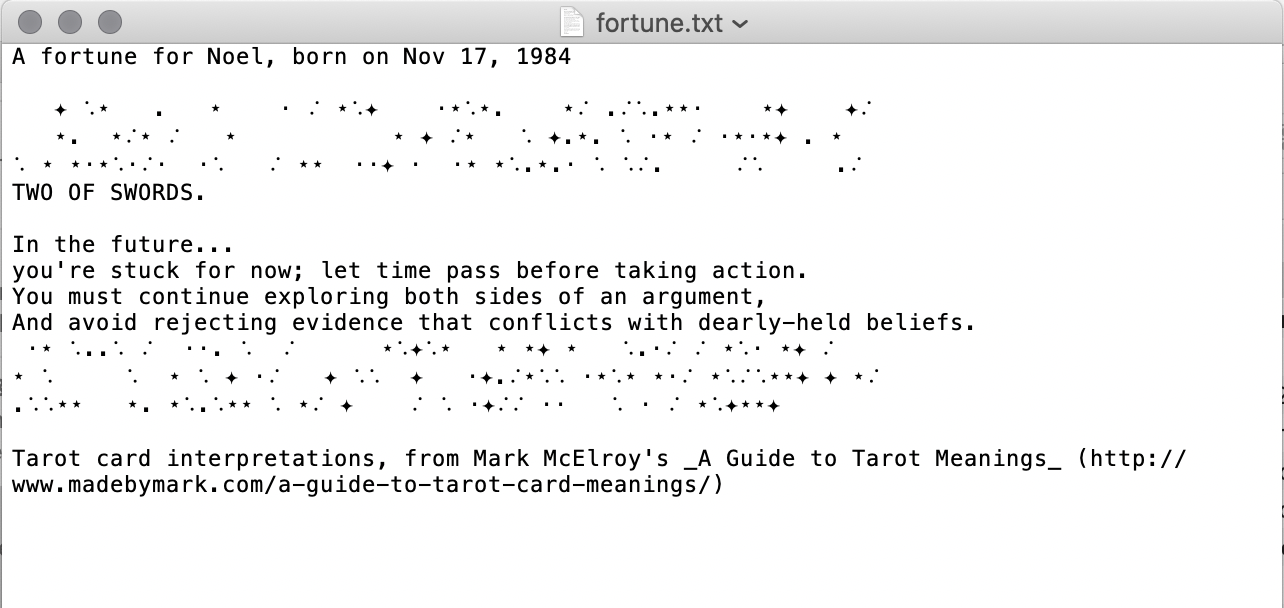 fortune.txt
A fortune for Noel, born on Nov 17, 1984
TWO OF SWORDS.
In the future...
you're stuck for now; let time pass before taking action.
You must continue exploring both sides of an argument,
And avoid rejecting evidence that conflicts with dearly-held beliefs.
Tarot card interpretations, from Mark McElroy's _A Guide to Tarot Meanings_ (http://
www.madebymark.com/a-guide-to-tarot-card-meanings/)